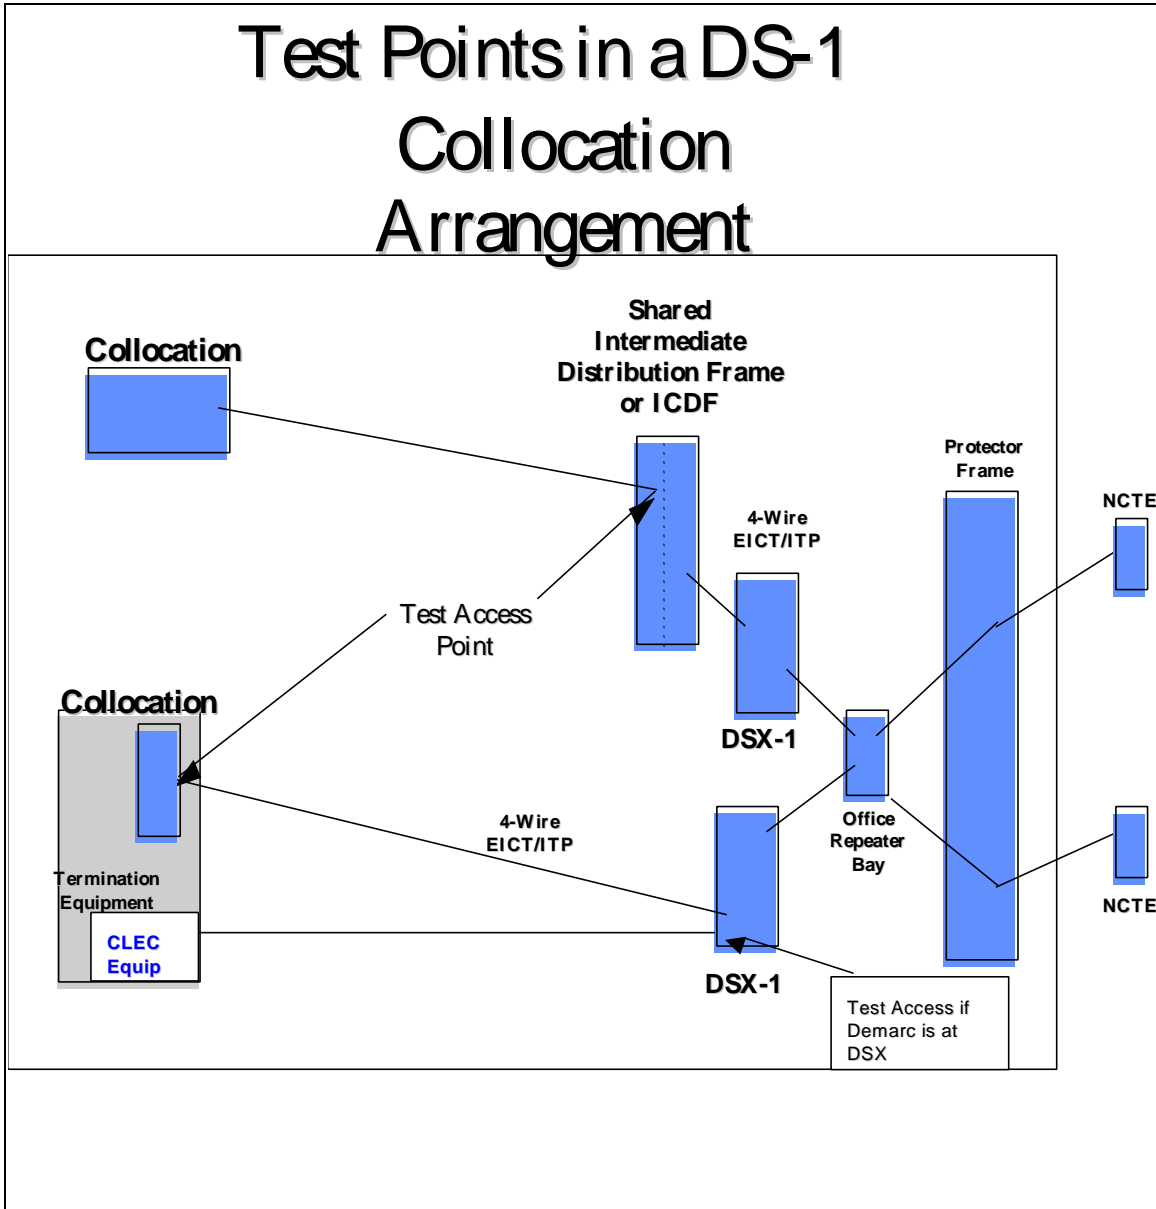 Test Points in a DS-1
Collocation
Arrangement
Shared
Intermediate
Distribution Frame
or ICDF
Collocation
Protector
Frame
NCTE
4-Wire
EICT/ITP
Test Access
Point
Collocation
DSX-1
4-Wire
EICT/ITP
Office
Repeater
Bay
Termination
Equipment
NCTE
CLEC
Equip
DSX-1
Test Access if
Demarc is at
DSX